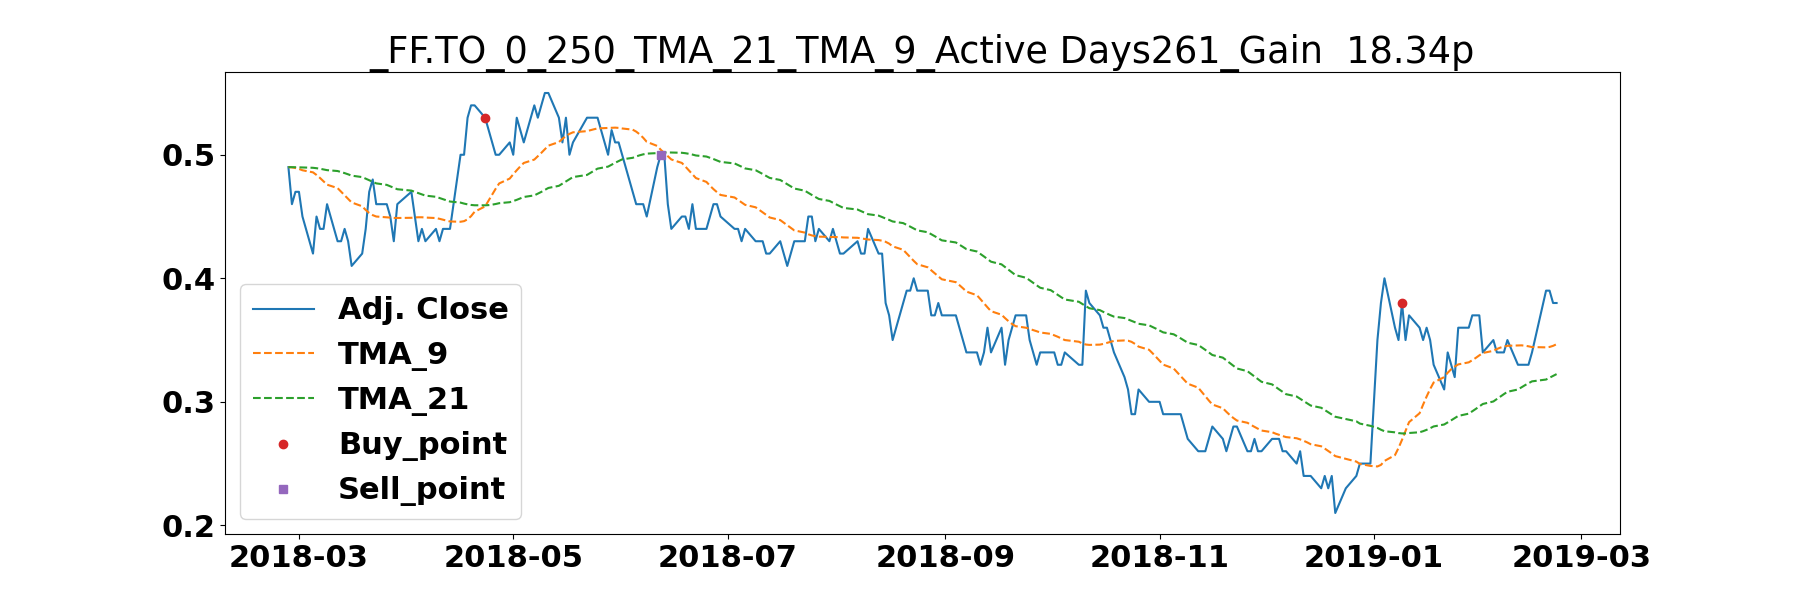 _FF.TO_0_250_TMA_21_TMA_9_Active Days261_Gain  18.34p
0.5
0.4
0.3
0.2
Adj. Close
TMA_9
TMA_21
Buy_point
Sell_point
2018-03 2018-05 2018-07 2018-09 2018-11 2019-01 2019-03